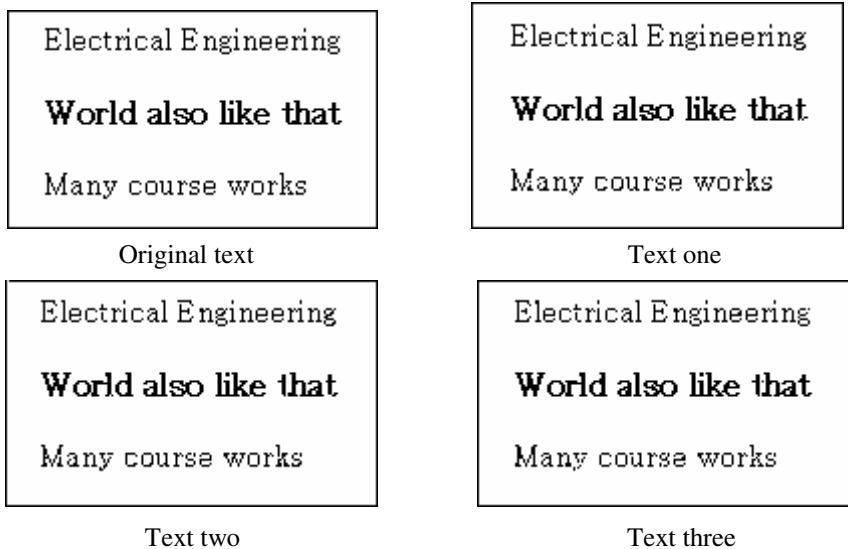 Electrical Engineering
World also like that
Many course works
Original text
Electrical Engineering
World also like that
Many course works
Text one
Electrical Engineering
World also like that
Many course works
Text two
Electrical Engineering
World also like that
Many course works
Text three